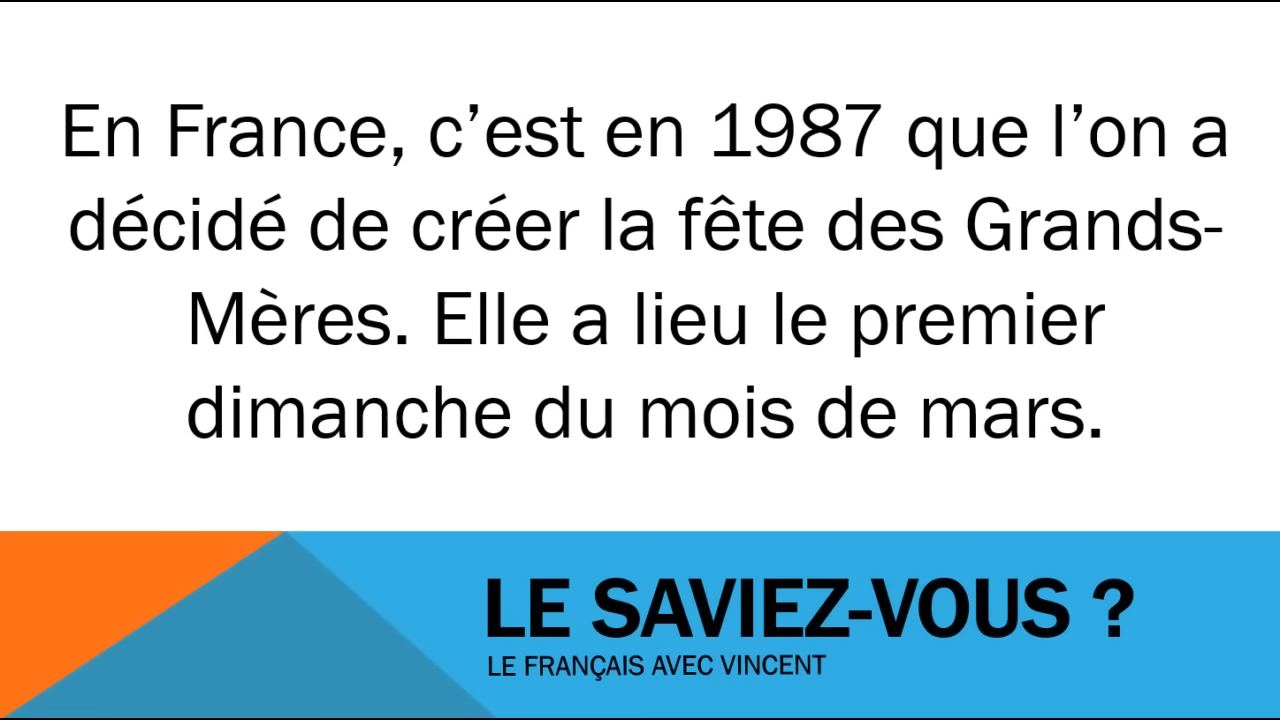 En France, c’est en 1987 que l’on a
décidé de créer la fête des Grands-
Mères. Elle a lieu le premier
dimanche du mois de mars.
LE SAVIEZ-VOUS ?
LE FRANÇAIS AVEC VINCENT